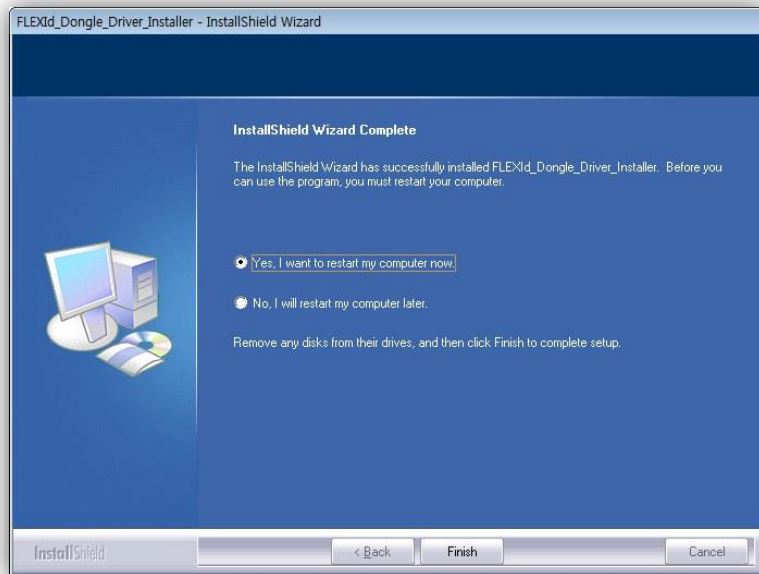 FLEXId_Dongle_Driver_Installer - InstallShield Wizard
InstallShield Wizard Complete
The InstallShield Wizard has successfully installed FLEXId_Dongle_Driver_Installer.  Before you
can use the program, you must restart your computer.
Yes, I want to restart my computer now.
No, I will restart my computer later.
Remove any disks from their drives, and then click Finish to complete setup.
InstallShield
< Back Finish Cancel